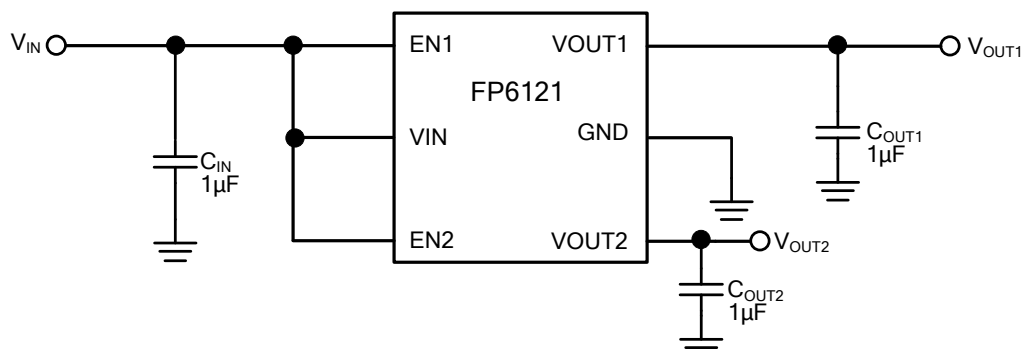 VIN
EN1
VOUT1
VOUT1
FP6121
VIN
GND
CIN
1µF
COUT1
1µF
EN2
VOUT2
VOUT2
COUT2
1µF